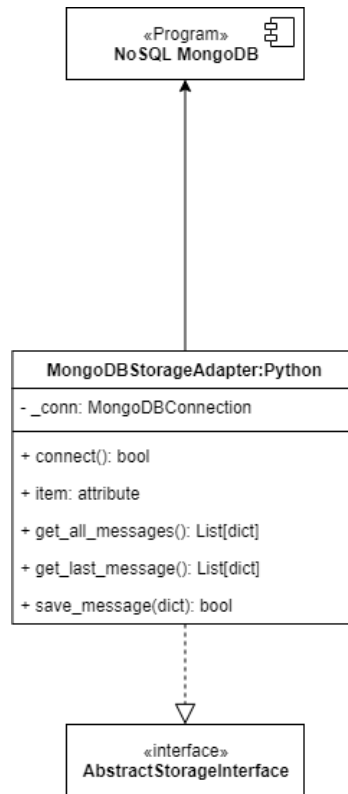 «Program»
NoSQL MongoDB
MongoDBStorageAdapter:Python
- _conn: MongoDBConnection
+ connect(): bool
+ item: attribute
+ get_all_messages(): List[dict]
+ get_last_message(): List[dict]
+ save_message(dict): bool
«interface»
AbstractStorageInterface